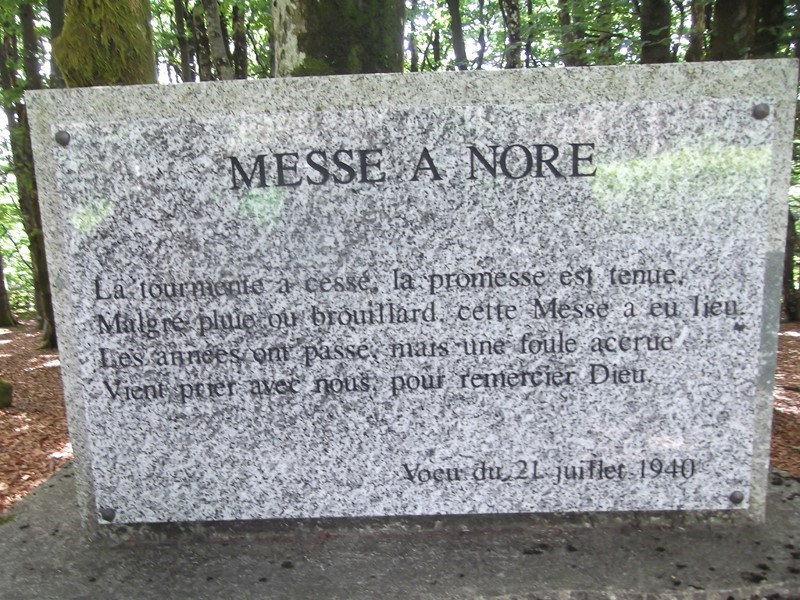 MESSE A NORE
La tourmente a cessé, la promesse est tenue,
Malgré pluie ou brouillard, cette Messe a eu lieu.
Les années ont passé, mais une foule accrue
Vient prier avec nous, pour remercier Dieu.
Voeu du 21 juillet 1940